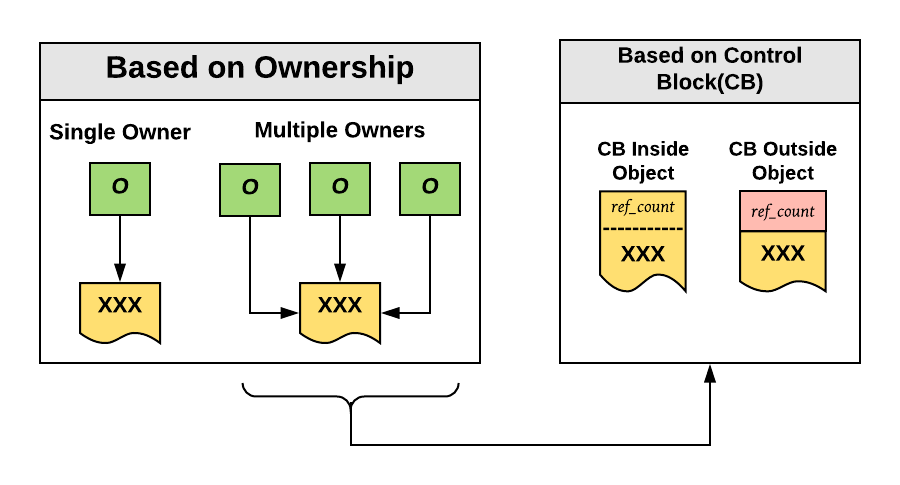 Based on Ownership
Single Owner
Multiple Owners
O
O
O
O
XXX
XXX
Based on Control
Block(CB)
CB Inside
Object
CB Outside
Object
ref_count
XXX
ref_count
XXX